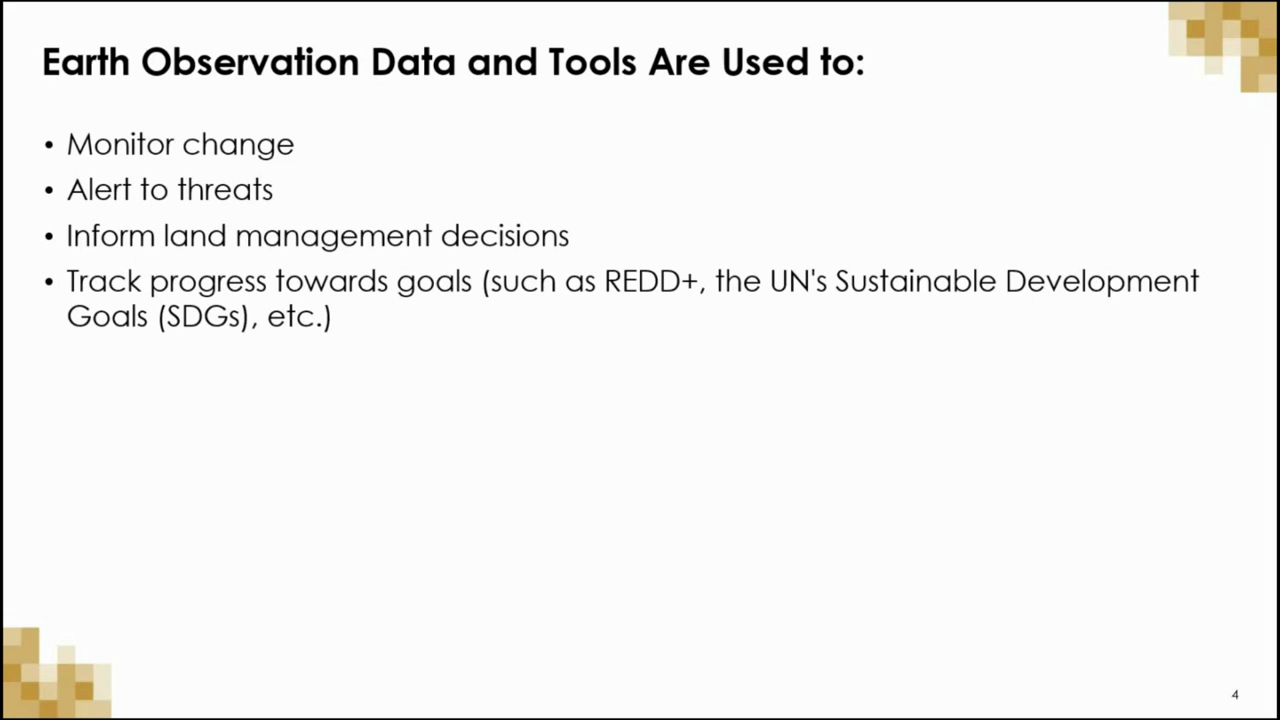 Earth Observation Data and Tools Are Used to:
• Monitor change
• Alert to threats
• Inform land management decisions
• Track progress towards goals (such as REDD+, the UN's Sustainable Development
Goals (SDGs), etc.)
4